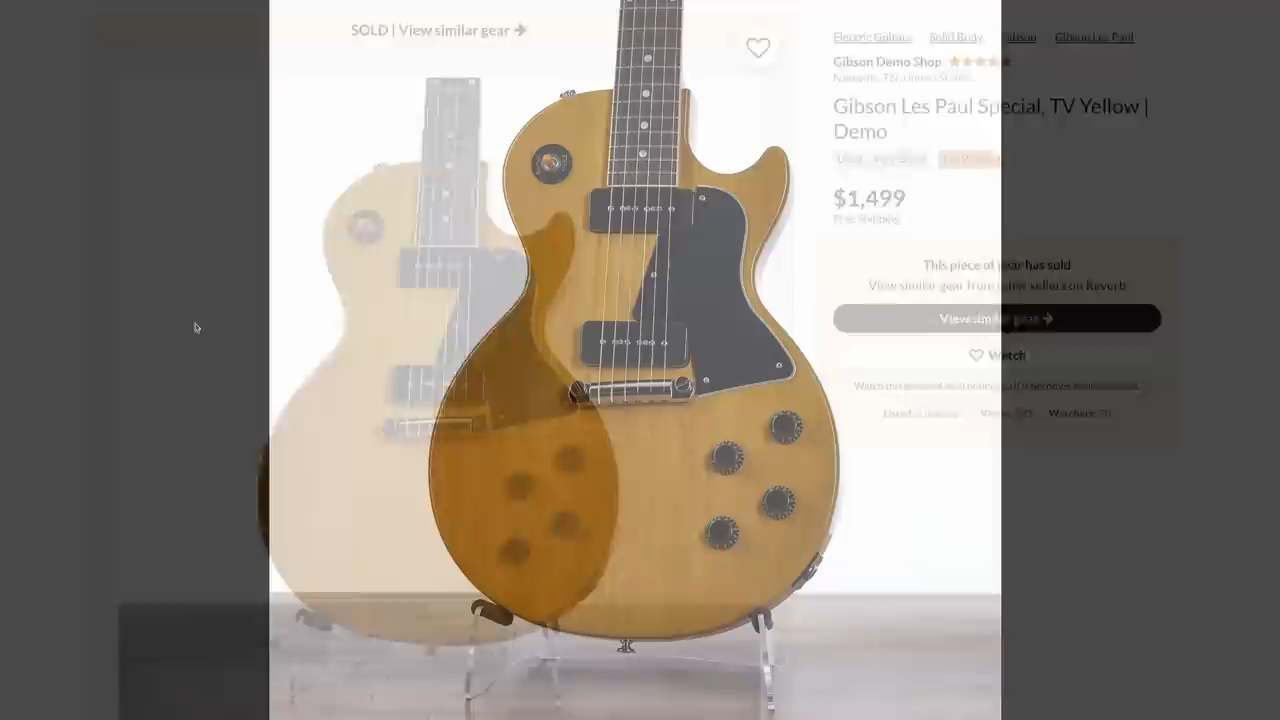 SOLD | View similar gear →
Electric Guitars Solid Body Gibson Gibson Les Paul
Gibson Demo Shop
Gibson Les Paul Special, TV Yellow |
Demo
$1,499
Free Shipping
This piece of gear has sold
View similar gear from other sellers on Reverb
View similar gear →
Watch